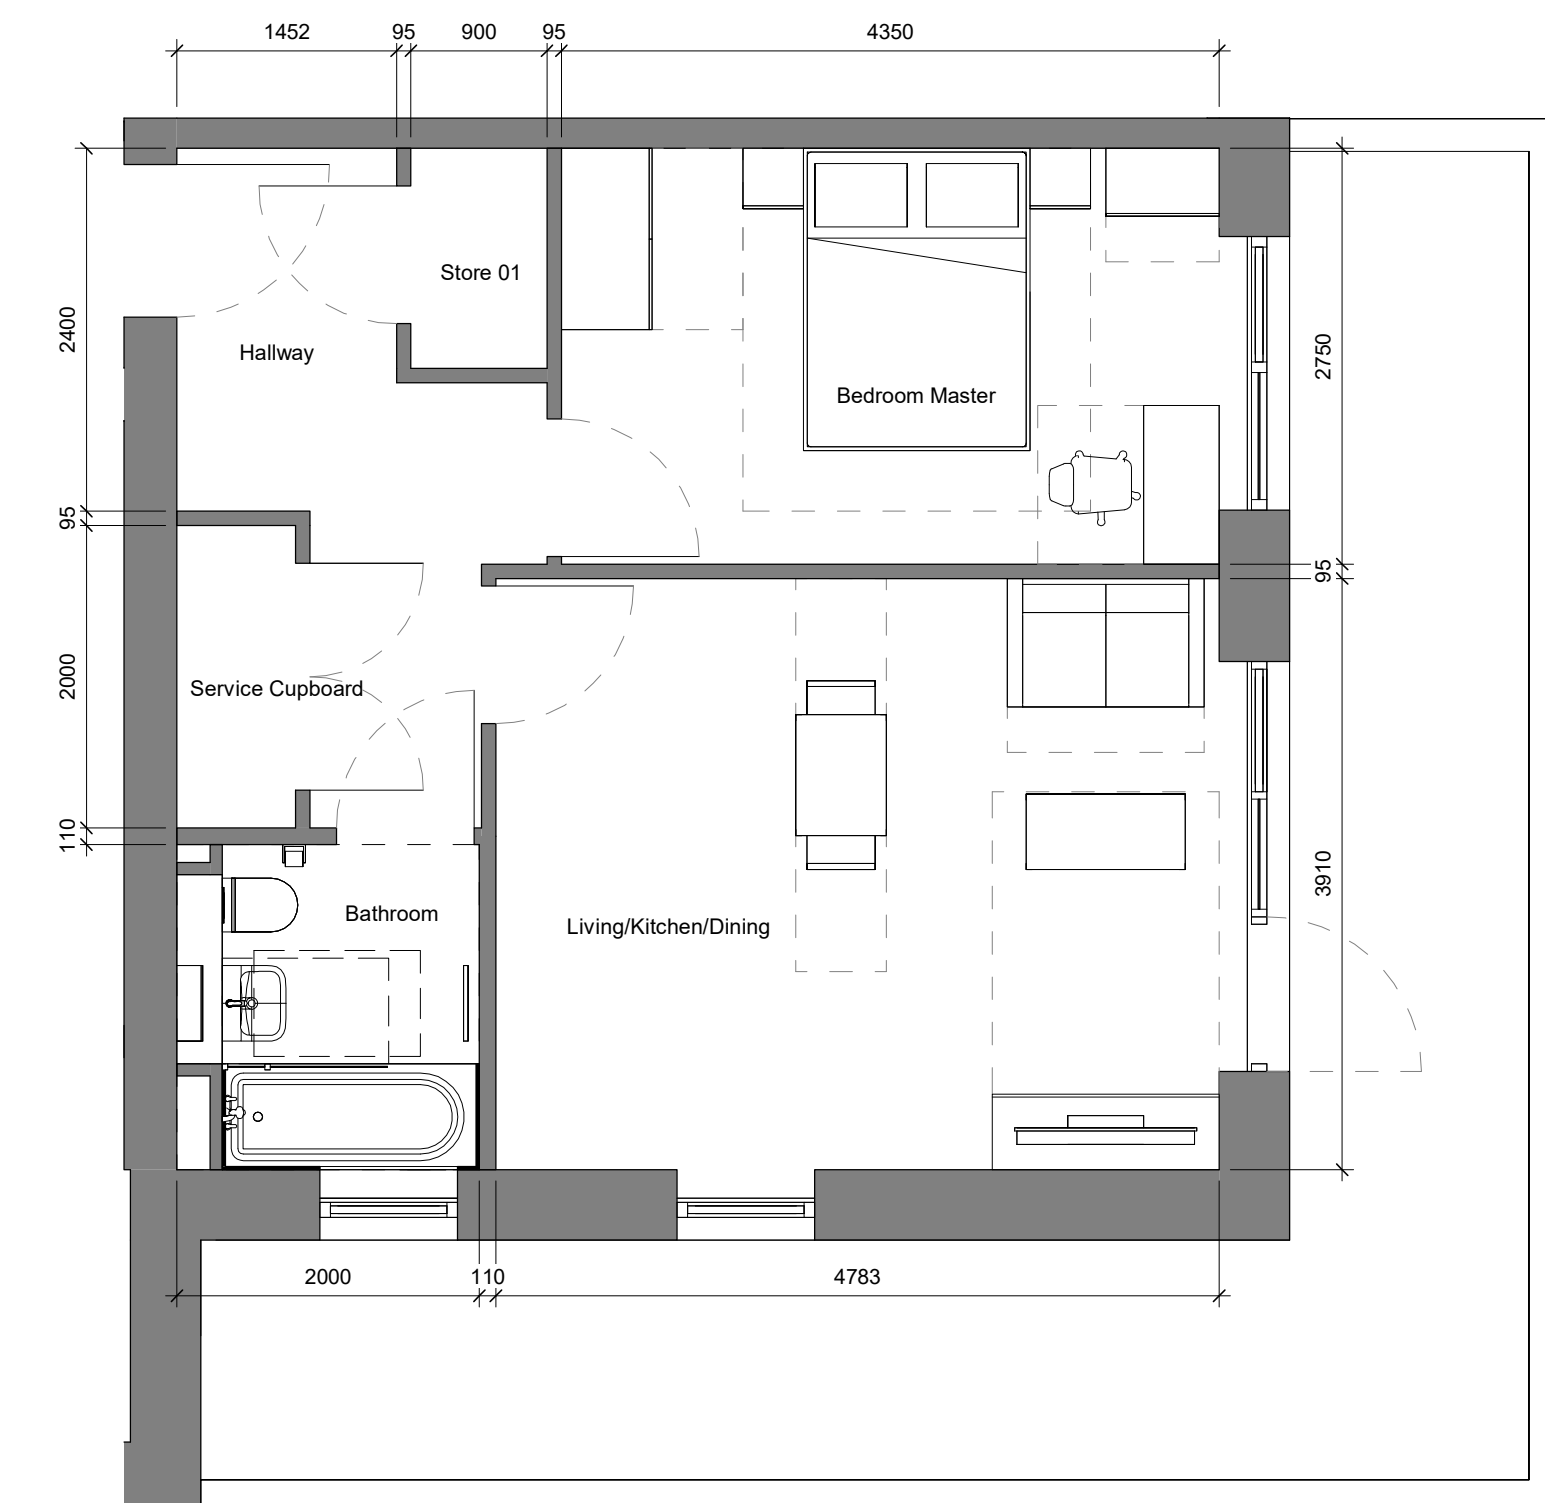 1452
95
900
95
4350
Store 01
2400
Hallway
2750
Bedroom Master
95
95
2000
Service Cupboard
110
3910
Bathroom
Living/Kitchen/Dining
2000
110
4783